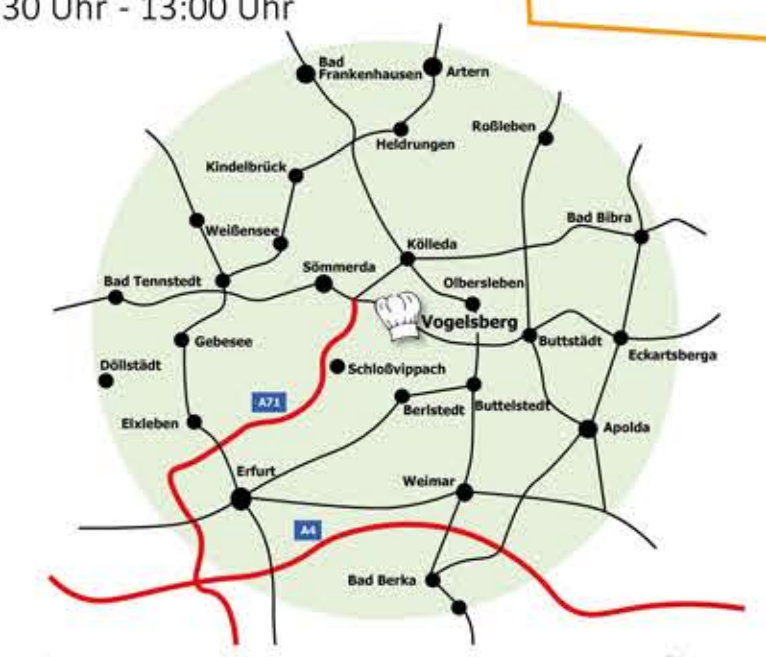 30 Uhr - 13:00 Uhr
Bad
Frankenhausen
Artern
Roßleben
Heldrungen
Kindelbrück
Bad Bibra
Weißensee
Kölleda
Sömmerda
Bad Tennstedt
Olbersleben
Vogelsberg
Gebesee
Buttstädt
Eckartsberga
Döllstädt
Schloßvippach
A71
Berlstedt
Buttelstedt
Elxleben
Apolda
Erfurt
Weimar
A4
Bad Berka